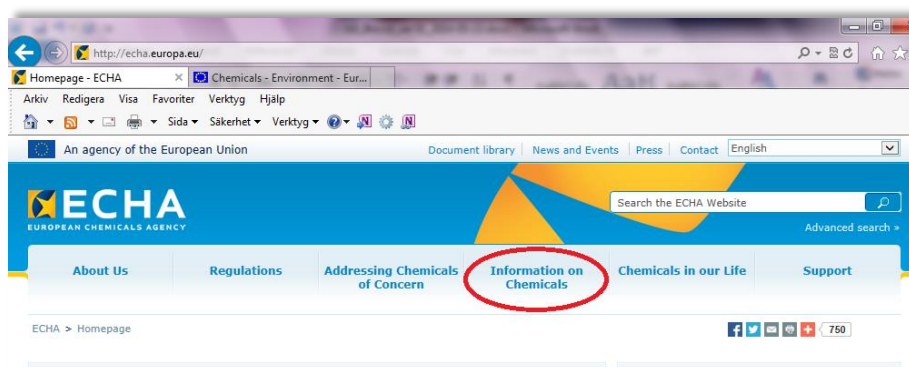 http://echa.europa.eu/
Homepage - ECHA
Chemicals - Environment - Eur...
Arkiv Redigera Visa Favoriter Verktyg Hjälp
Sida Säkerhet Verktyg
An agency of the European Union
Document library News and Events Press Contact English
ECHA
EUROPEAN CHEMICALS AGENCY
Search the ECHA Website
Advanced search »
About Us Regulations Addressing Chemicals of Concern Information on Chemicals Chemicals in our Life Support
ECHA > Homepage
750